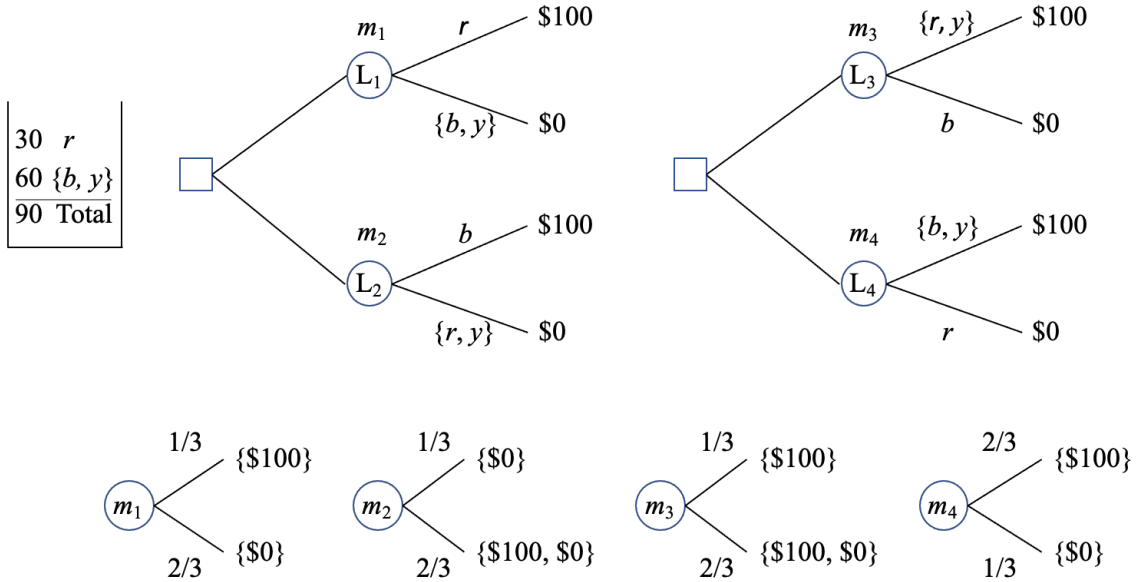 30 r
60 {b, y}
90 Total
m₁
r
$100
L₁
{b, y}
$0
m₂
b
$100
L₂
{r, y}
$0
m₃
{r, y}
$100
L₃
b
$0
m₄
{b, y}
$100
L₄
r
$0
1/3
{$100}
m₁
2/3
{$0}
1/3
{$0}
m₂
2/3
{$100, $0}
1/3
{$100}
m₃
2/3
{$100, $0}
2/3
{$100}
m₄
1/3
{$0}